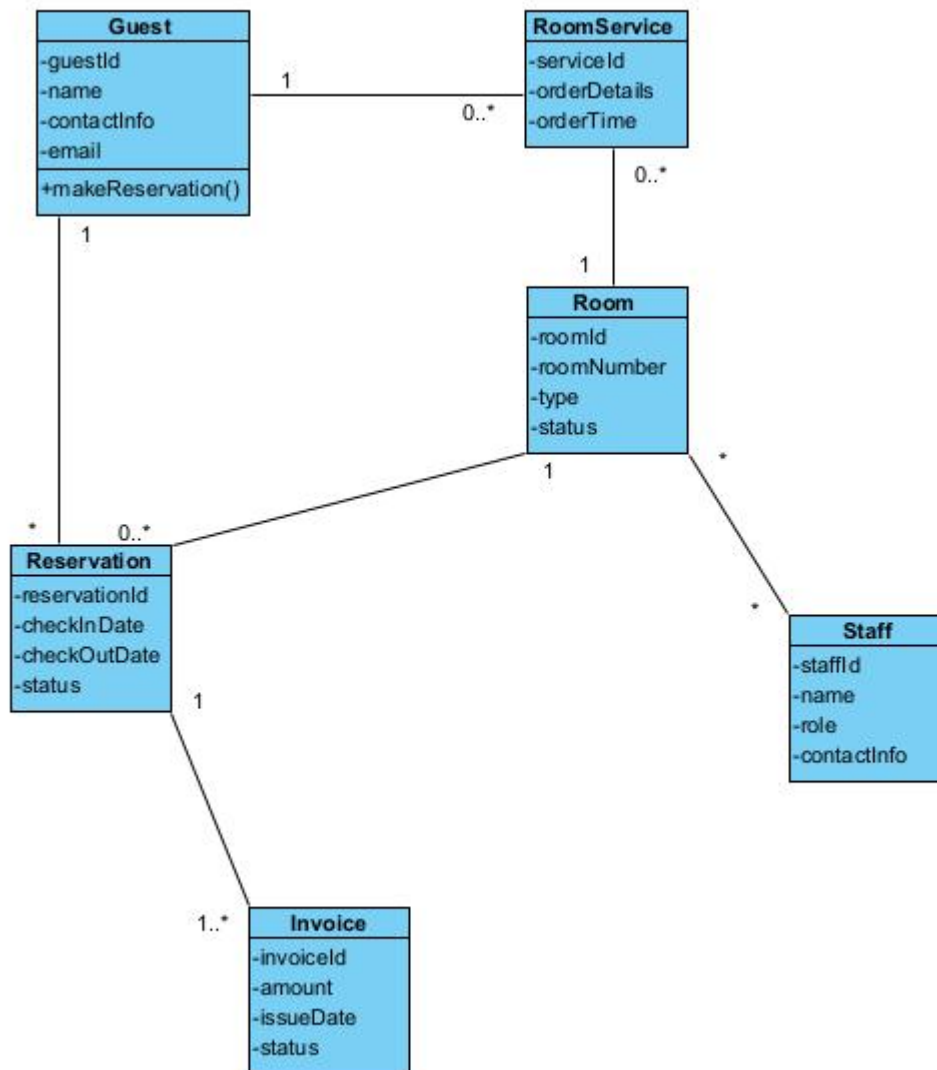 Guest
-guestId
-name
-contactInfo
-email
+makeReservation()
RoomService
-serviceId
-orderDetails
-orderTime
1
0..*
0..*
1
1
Room
-roomId
-roomNumber
-type
-status
1
*
*
0..*
Reservation
-reservationId
-checkInDate
-checkOutDate
-status
*
Staff
-staffId
-name
-role
-contactInfo
1
1..*
Invoice
-invoiceId
-amount
-issueDate
-status